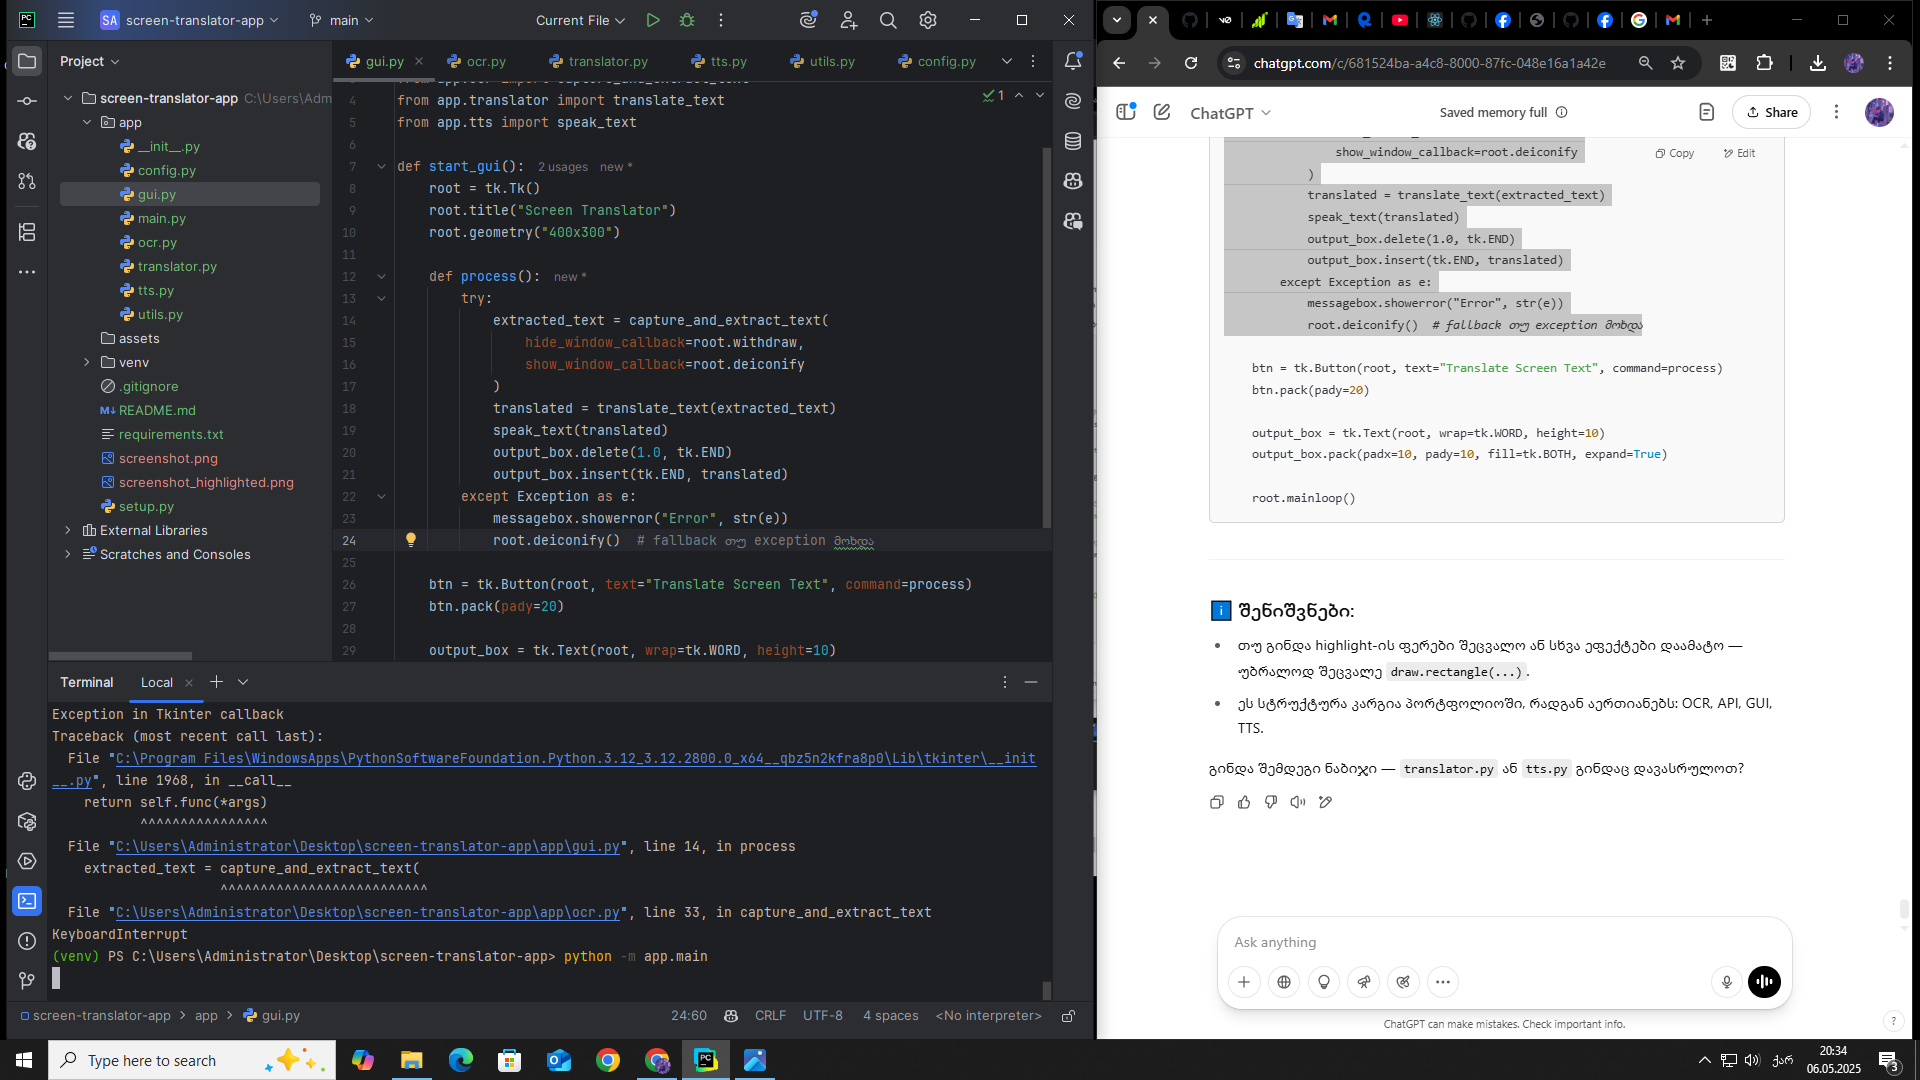 SA screen-translator-app
main
Current File
Project
gui.py
ocr.py
translator.py
tts.py
utils.py
config.py
screen-translator-app C:\Users\Adm
app
__init__.py
config.py
gui.py
main.py
ocr.py
translator.py
tts.py
utils.py
assets
venv
.gitignore
README.md
requirements.txt
screenshot.png
screenshot_highlighted.png
setup.py
External Libraries
Scratches and Consoles
1
4 from app.translator import translate_text
5 from app.tts import speak_text
6
7 def start_gui(): 2 usages new *
8 root = tk.Tk()
9 root.title("Screen Translator")
10 root.geometry("400x300")
11
12 def process(): new *
13 try:
14 extracted_text = capture_and_extract_text(
15 hide_window_callback=root.withdraw,
16 show_window_callback=root.deiconify
17 )
18 translated = translate_text(extracted_text)
19 speak_text(translated)
20 output_box.delete(1.0, tk.END)
21 output_box.insert(tk.END, translated)
22 except Exception as e:
23 messagebox.showerror("Error", str(e))
24 root.deiconify() # fallback თუ exception მოხდა
25
26 btn = tk.Button(root, text="Translate Screen Text", command=process)
27 btn.pack(pady=20)
28
29 output_box = tk.Text(root, wrap=tk.WORD, height=10)
Terminal
Local
Exception in Tkinter callback
Traceback (most recent call last):
File "C:\Program Files\WindowsApps\PythonSoftwareFoundation.Python.3.12_3.12.2800.0_x64__qbz5n2kfra8p0\Lib\tkinter\__init
__.py", line 1968, in __call__
return self.func(*args)
^^^^^^^^^^^^^^^^
File "C:\Users\Administrator\Desktop\screen-translator-app\app\gui.py", line 14, in process
extracted_text = capture_and_extract_text(
^^^^^^^^^^^^^^^^^^^^^^^^^^
File "C:\Users\Administrator\Desktop\screen-translator-app\app\ocr.py", line 33, in capture_and_extract_text
KeyboardInterrupt
(venv) PS C:\Users\Administrator\Desktop\screen-translator-app> python -m app.main
screen-translator-app > app > gui.py
24:60
CRLF
UTF-8
4 spaces
<No interpreter>
chatgpt.com/c/681524ba-a4c8-8000-87fc-048e16a1a42e
ChatGPT
Saved memory full
Share
Copy
Edit
show_window_callback=root.deiconify
)
translated = translate_text(extracted_text)
speak_text(translated)
output_box.delete(1.0, tk.END)
output_box.insert(tk.END, translated)
except Exception as e:
messagebox.showerror("Error", str(e))
root.deiconify() # fallback თუ exception მოხდა
btn = tk.Button(root, text="Translate Screen Text", command=process)
btn.pack(pady=20)
output_box = tk.Text(root, wrap=tk.WORD, height=10)
output_box.pack(padx=10, pady=10, fill=tk.BOTH, expand=True)
root.mainloop()
ℹ️ შენიშვნები:
• თუ გინდა highlight-ის ფერები შეცვალო ან სხვა ეფექტები დაამატო —
უბრალოდ შეცვალე draw.rectangle(...).
• ეს სტრუქტურა კარგია პორტფოლიოში, რადგან აერთიანებს: OCR, API, GUI,
TTS.
გინდა შემდეგი ნაბიჯი — translator.py ან tts.py გინდაც დავასრულოთ?
Ask anything
ChatGPT can make mistakes. Check important info.
?
Type here to search
ქარ
20:34
06.05.2025
3